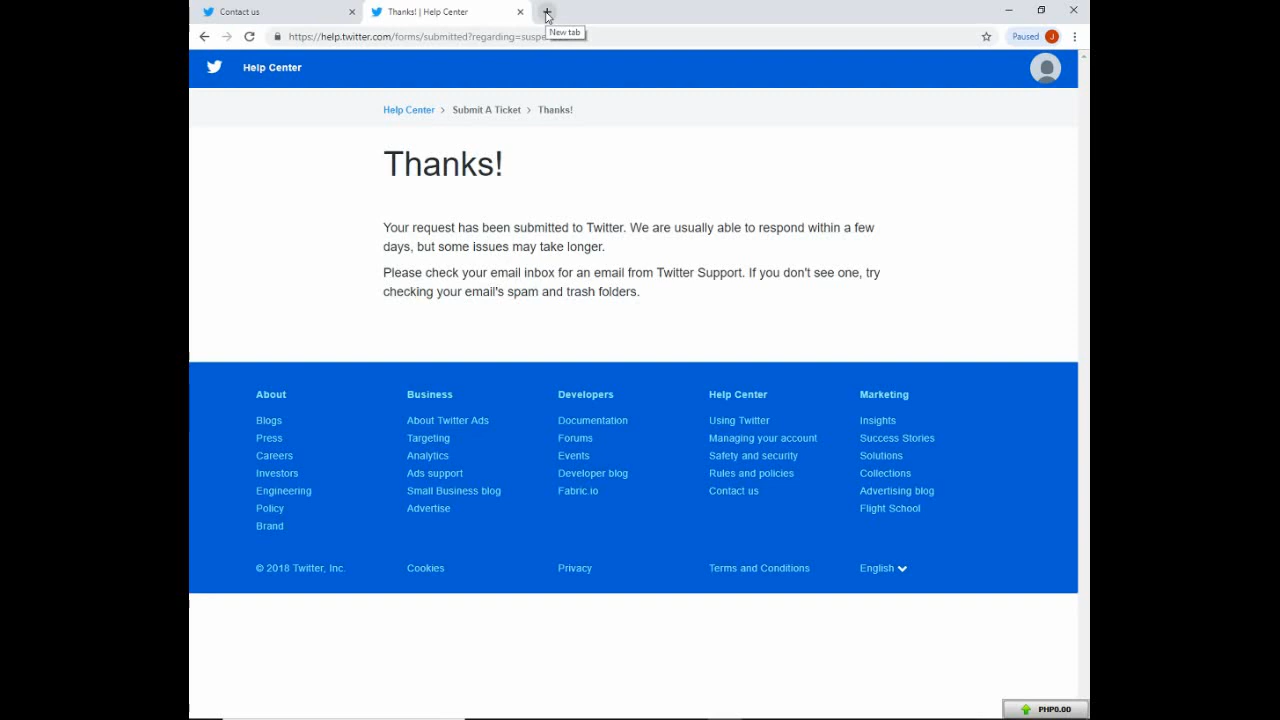 Contact us
Thanks! | Help Center
New tab
https://help.twitter.com/forms/submitted?regarding=suspe
Paused J
Help Center
Help Center > Submit A Ticket > Thanks!
Thanks!
Your request has been submitted to Twitter. We are usually able to respond within a few
days, but some issues may take longer.
Please check your email inbox for an email from Twitter Support. If you don't see one, try
checking your email's spam and trash folders.
About
Blogs
Press
Careers
Investors
Engineering
Policy
Brand
Business
About Twitter Ads
Targeting
Analytics
Ads support
Small Business blog
Advertise
Developers
Documentation
Forums
Events
Developer blog
Fabric.io
Help Center
Using Twitter
Managing your account
Safety and security
Rules and policies
Contact us
Marketing
Insights
Success Stories
Solutions
Collections
Advertising blog
Flight School
© 2018 Twitter, Inc.
Cookies
Privacy
Terms and Conditions
English
PHP0.00